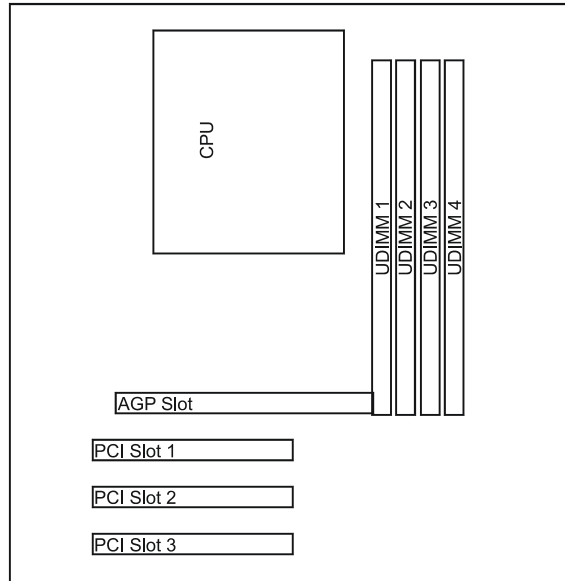 CPU
UDIMM 1
UDIMM 2
UDIMM 3
UDIMM 4
AGP Slot
PCI Slot 1
PCI Slot 2
PCI Slot 3